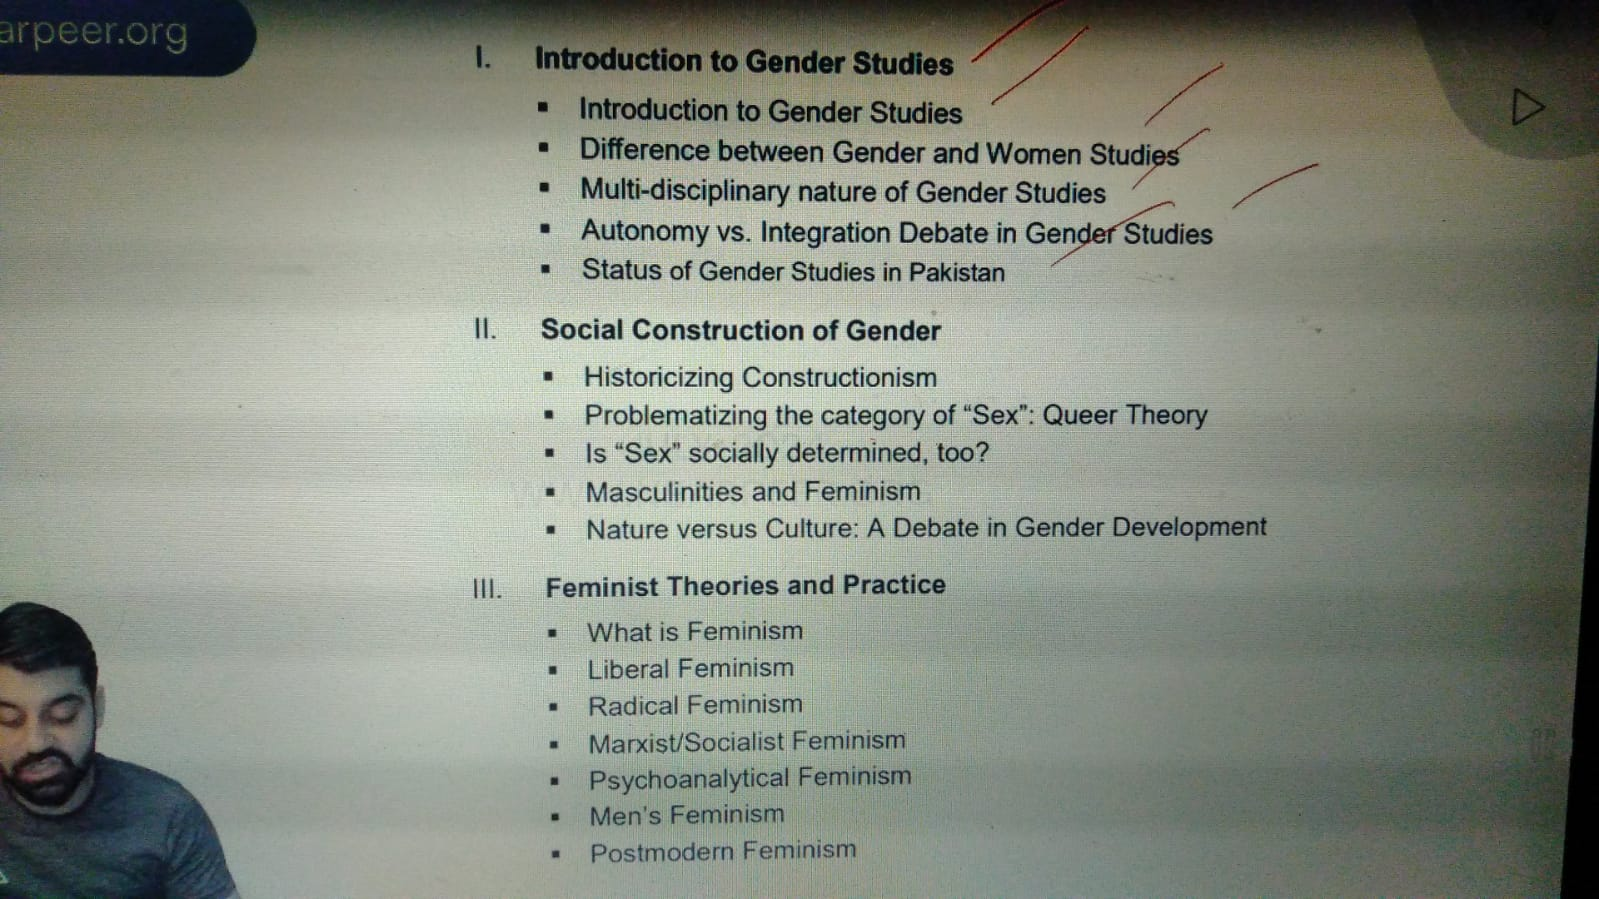 arpeer.org
I. Introduction to Gender Studies
▪ Introduction to Gender Studies
▪ Difference between Gender and Women Studies
▪ Multi-disciplinary nature of Gender Studies
▪ Autonomy vs. Integration Debate in Gender Studies
▪ Status of Gender Studies in Pakistan
II. Social Construction of Gender
▪ Historicizing Constructionism
▪ Problematizing the category of “Sex”: Queer Theory
▪ Is “Sex” socially determined, too?
▪ Masculinities and Feminism
▪ Nature versus Culture: A Debate in Gender Development
III. Feminist Theories and Practice
▪ What is Feminism
▪ Liberal Feminism
▪ Radical Feminism
▪ Marxist/Socialist Feminism
▪ Psychoanalytical Feminism
▪ Men's Feminism
▪ Postmodern Feminism